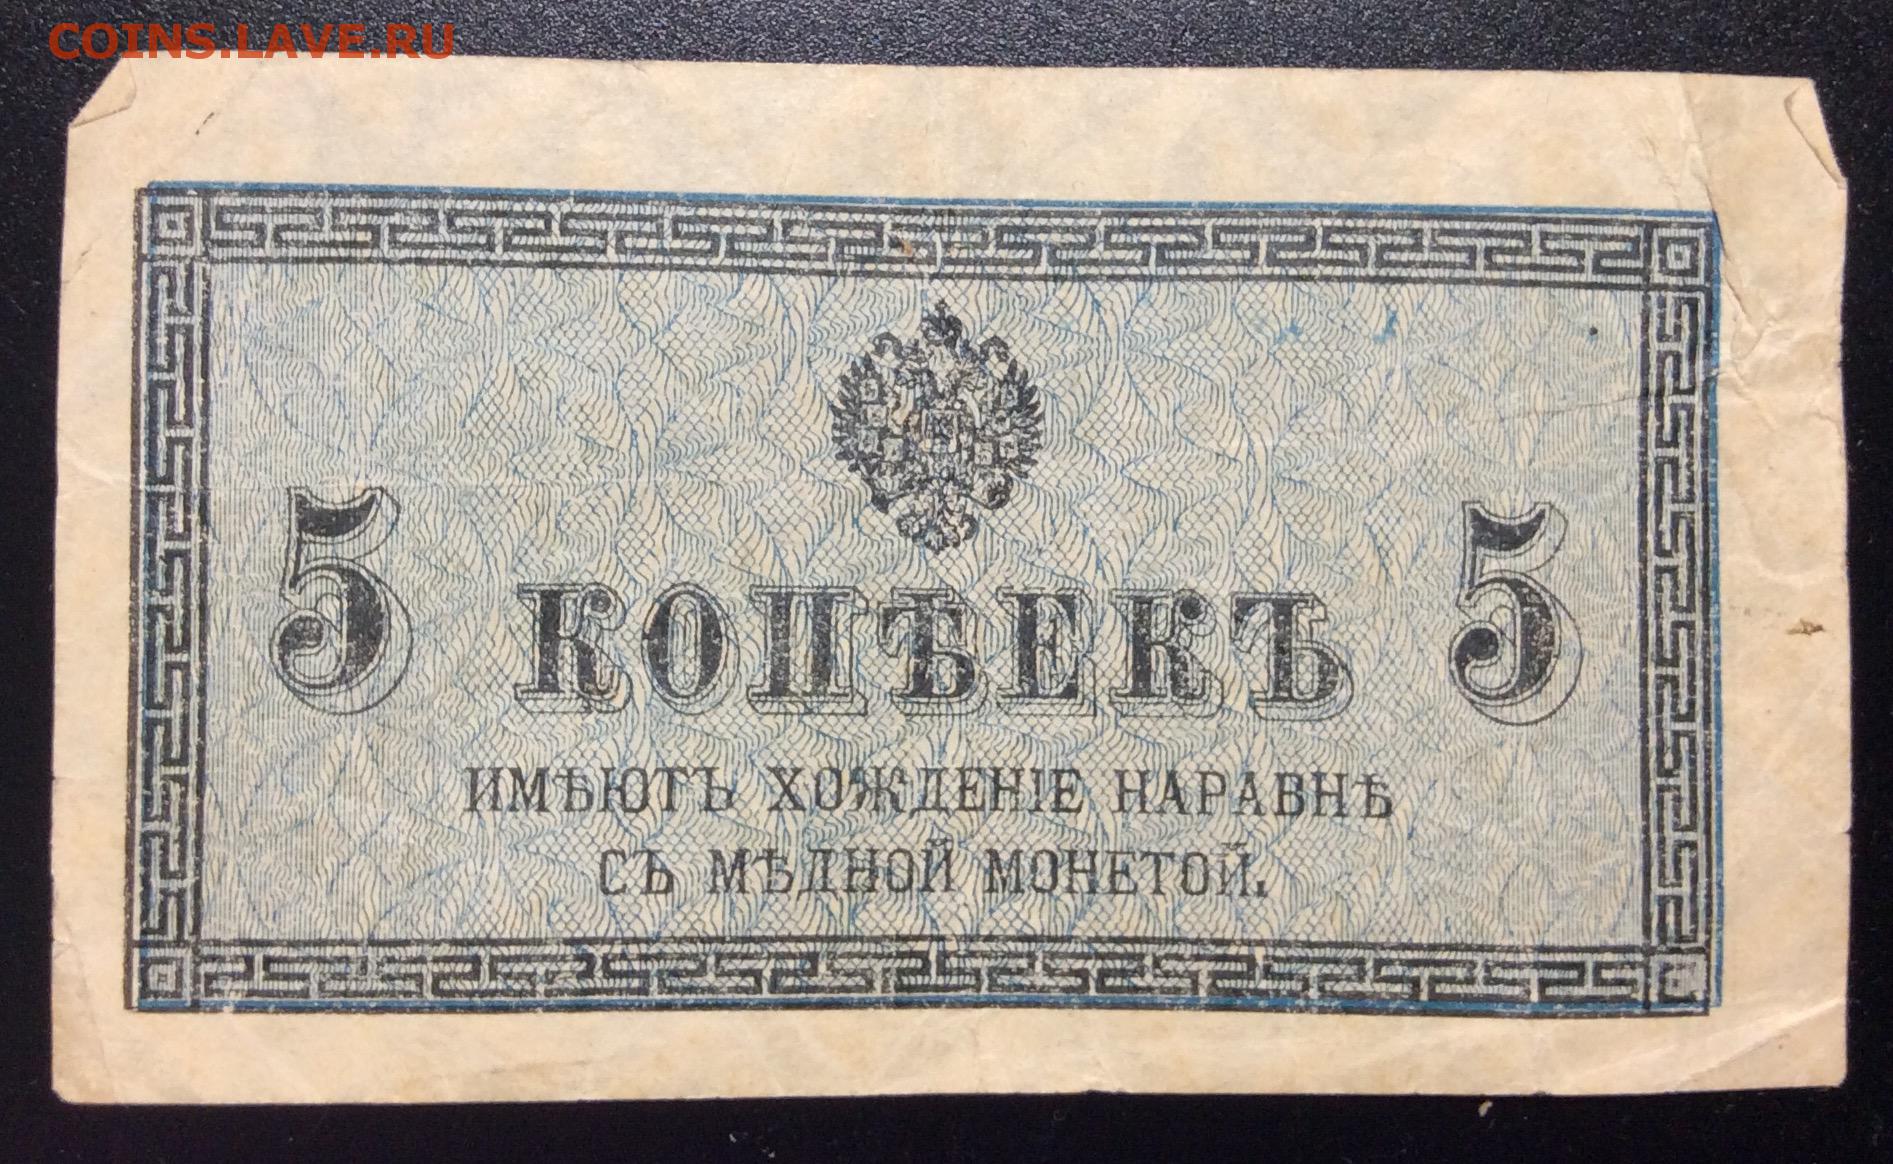 COINS.LAVE.RU
5 КОПѢЕКЪ 5
ИМѢЮТЪ ХОЖДЕНІЕ НАРАВНѢ
СЪ МѢДНОЙ МОНЕТОЙ.